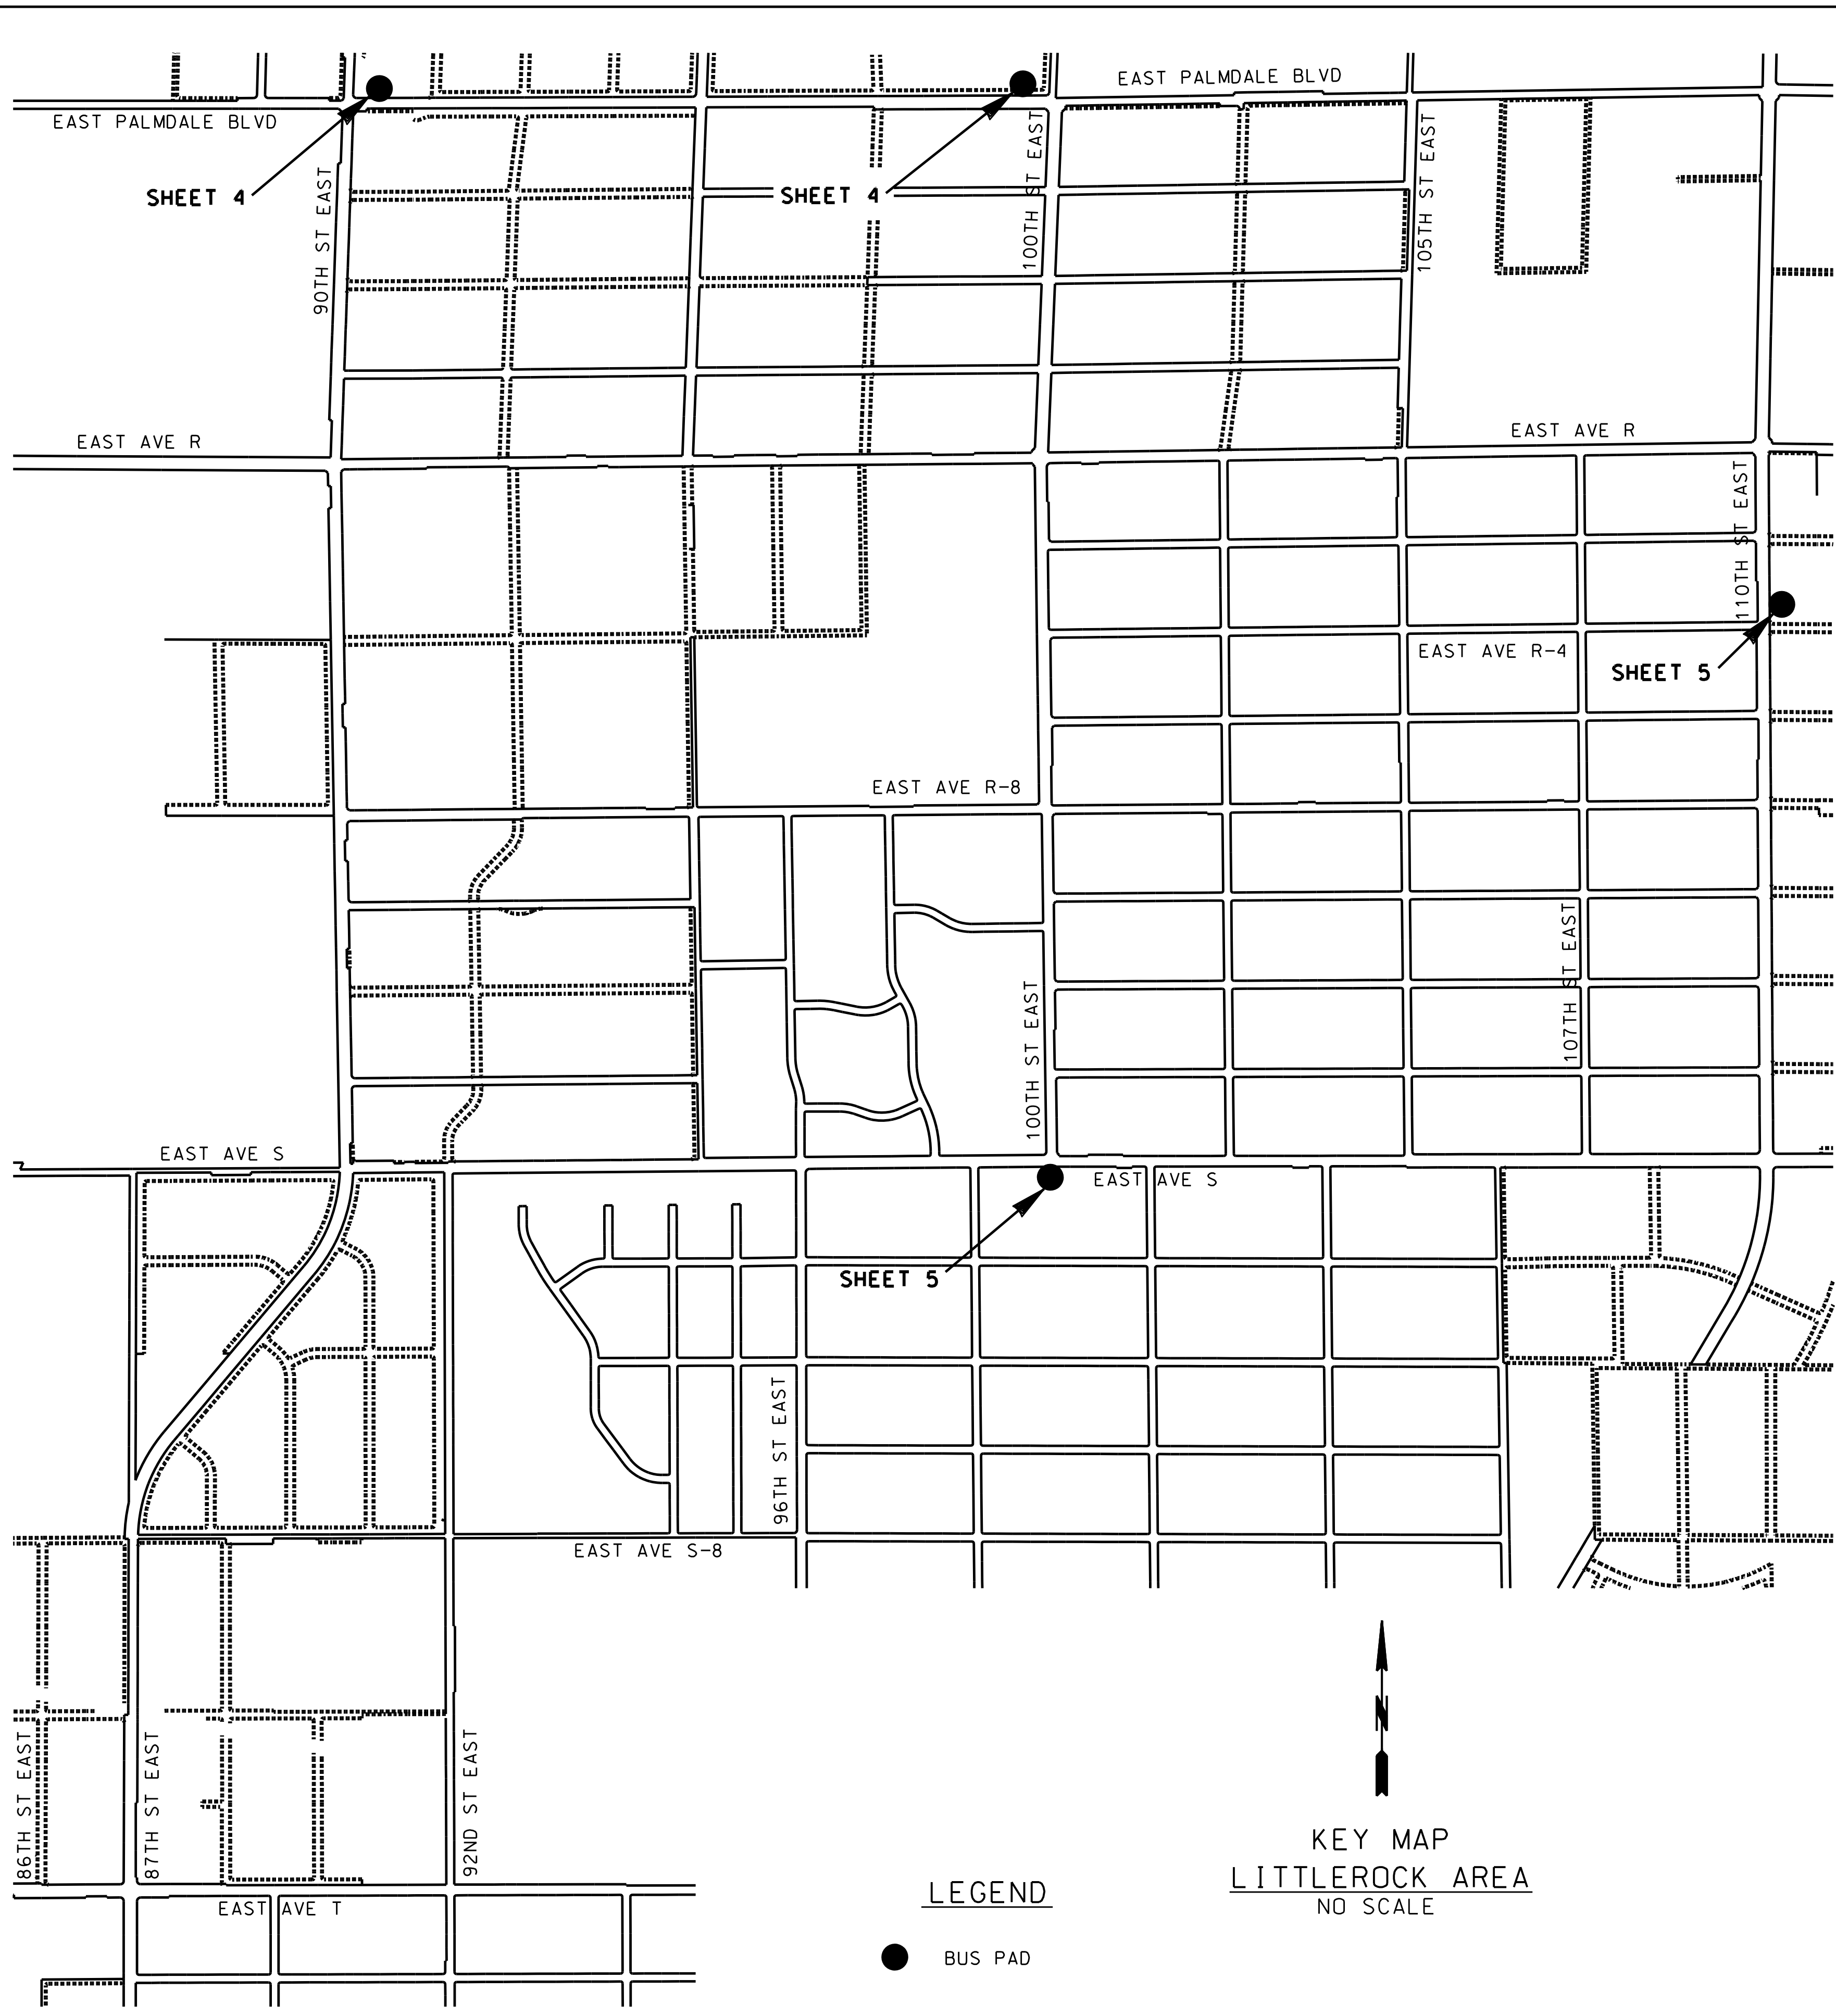 EAST PALMDALE BLVD
EAST PALMDALE BLVD
SHEET 4
SHEET 4
90TH ST EAST
100TH ST EAST
105TH ST EAST
EAST AVE R
EAST AVE R
110TH ST EAST
EAST AVE R-4
SHEET 5
EAST AVE R-8
107TH ST EAST
100TH ST EAST
EAST AVE S
EAST AVE S
SHEET 5
96TH ST EAST
EAST AVE S-8
86TH ST EAST
87TH ST EAST
92ND ST EAST
EAST AVE T
N
KEY MAP
LITTLEROCK AREA
NO SCALE
LEGEND
BUS PAD